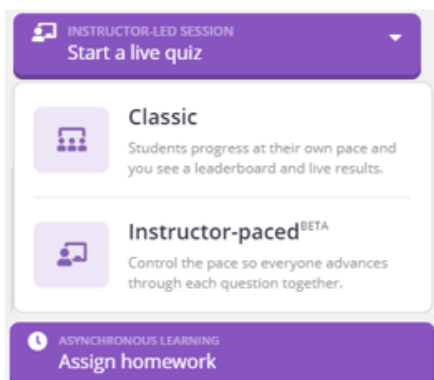 INSTRUCTOR-LED SESSION
Start a live quiz
Classic
Students progress at their own pace and
you see a leaderboard and live results.
Instructor-paced BETA
Control the pace so everyone advances
through each question together.
ASYNCHRONOUS LEARNING
Assign homework